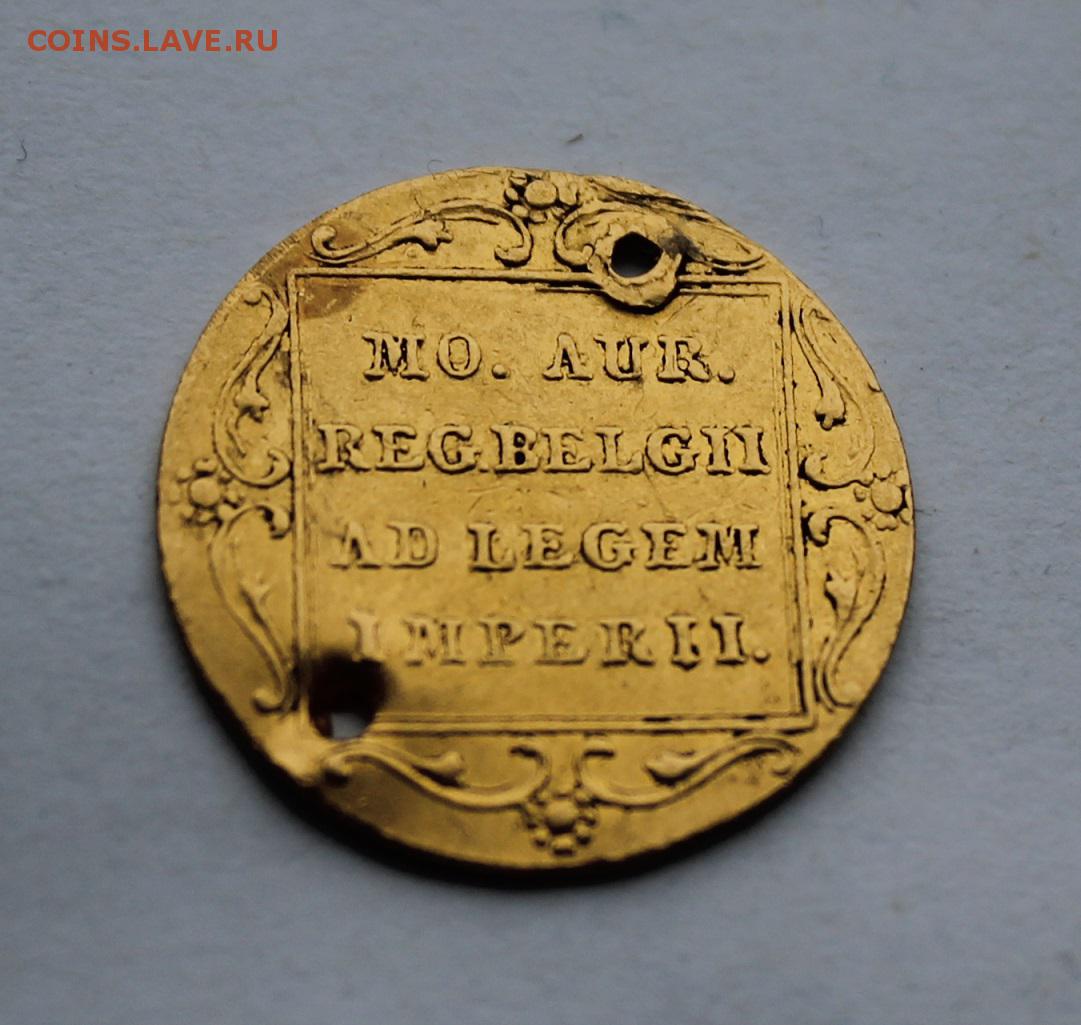 COINS.LAVE.RU
MO. AUR.
REG.BELGII
AD LEGEM
IMPERII.